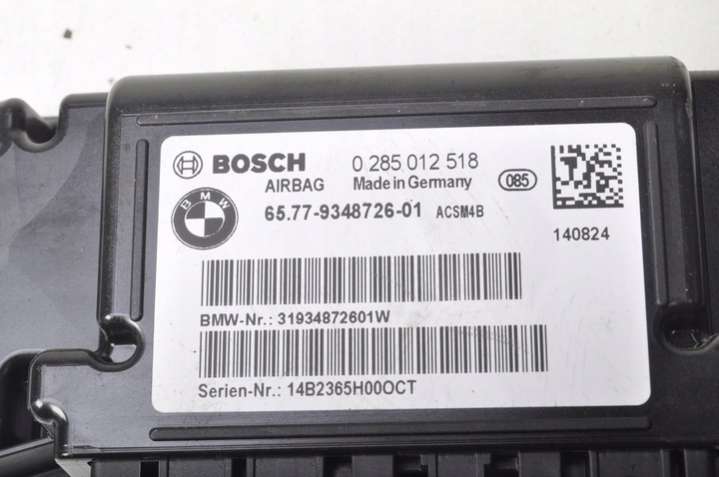 BOSCH 0 285 012 518
AIRBAG Made in Germany 085
BMW 65.77-9348726-01 ACSM4B
140824
BMW-Nr.: 31934872601W
Serien-Nr.: 14B2365H00OCT